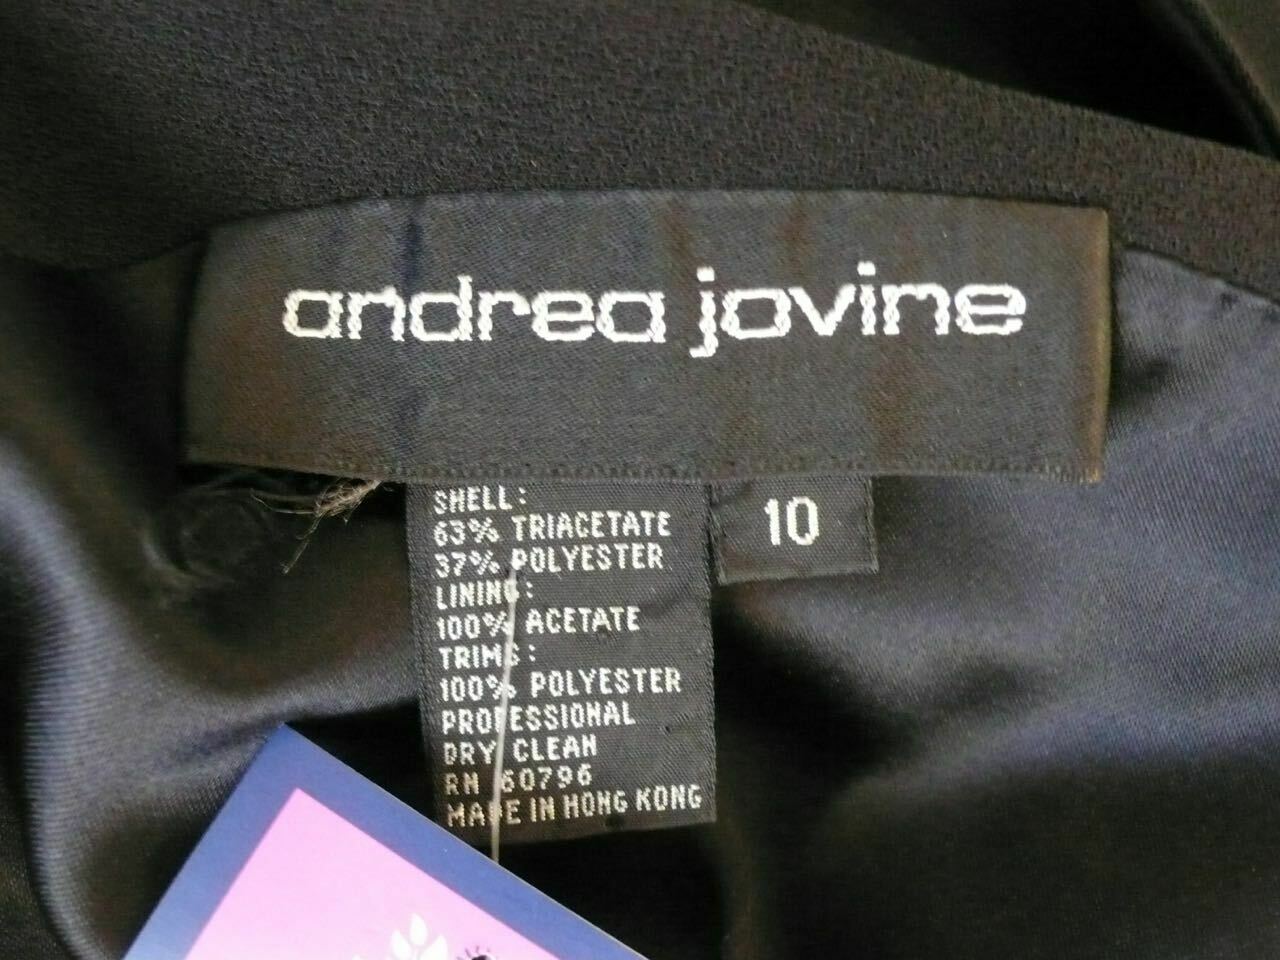 andrea jovine
10
SHELL:
63% TRIACETATE
37% POLYESTER
LINING:
100% ACETATE
TRIMS:
100% POLYESTER
PROFESSIONAL
DRY CLEAN
RN 60796
MADE IN HONG KONG